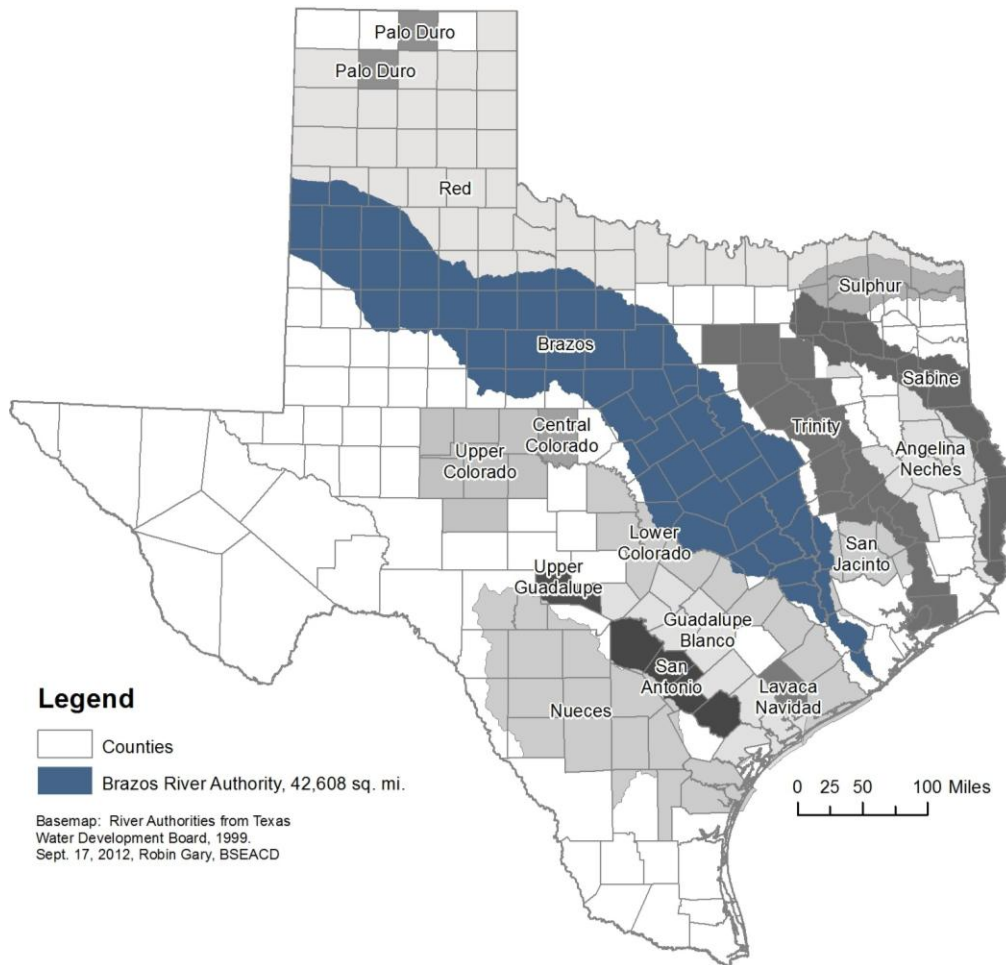 Palo Duro
Palo Duro
Red
Sulphur
Brazos
Sabine
Trinity
Central
Colorado
Upper
Colorado
Angelina
Neches
Lower
Colorado
San
Jacinto
Upper
Guadalupe
Guadalupe
Blanco
San
Antonio
Lavaca
Navidad
Nueces
Legend
Counties
Brazos River Authority, 42,608 sq. mi.
Basemap: River Authorities from Texas
Water Development Board, 1999.
Sept. 17, 2012, Robin Gary, BSEACD
0 25 50 100 Miles